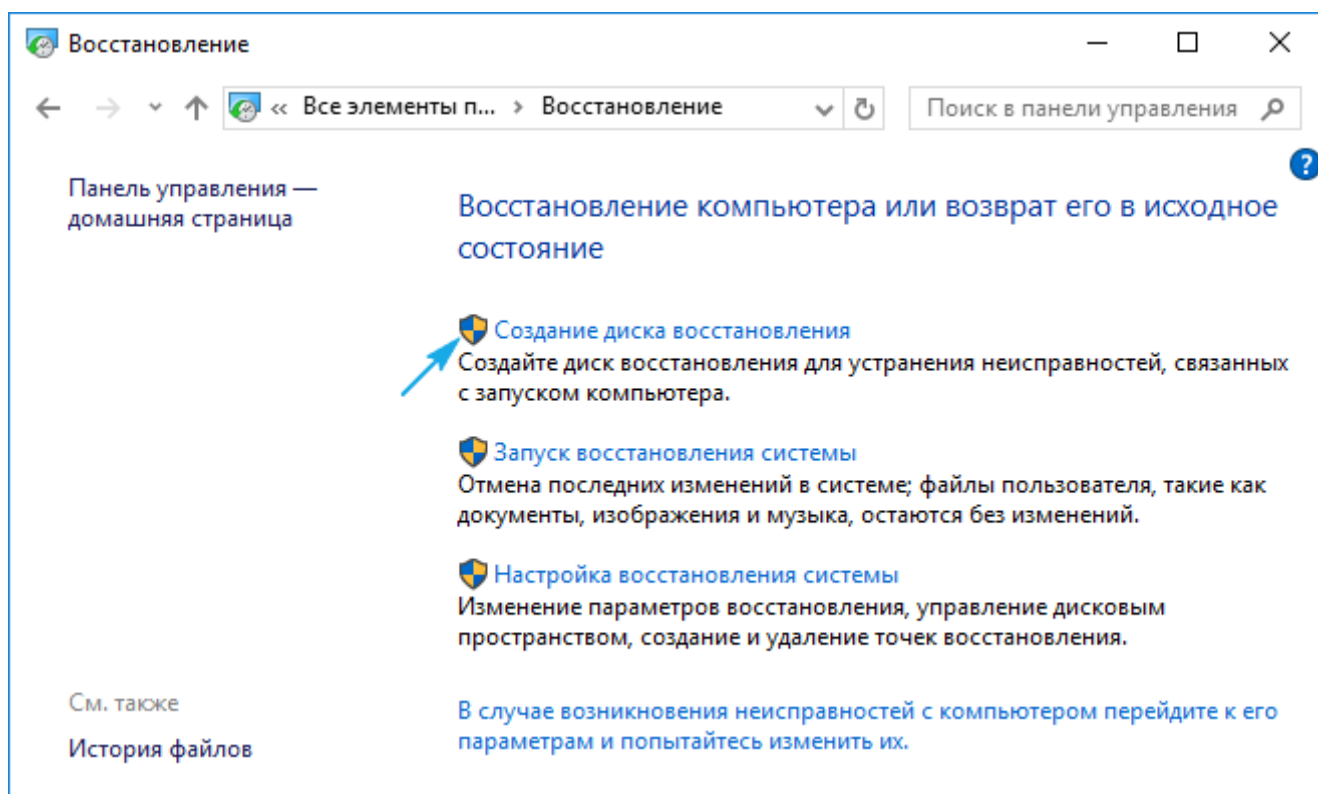 Восстановление
« Все элементы п... › Восстановление
Поиск в панели управления
?
Панель управления —
домашняя страница
Восстановление компьютера или возврат его в исходное
состояние
Создание диска восстановления
Создайте диск восстановления для устранения неисправностей, связанных
с запуском компьютера.
Запуск восстановления системы
Отмена последних изменений в системе; файлы пользователя, такие как
документы, изображения и музыка, остаются без изменений.
Настройка восстановления системы
Изменение параметров восстановления, управление дисковым
пространством, создание и удаление точек восстановления.
См. также
История файлов
В случае возникновения неисправностей с компьютером перейдите к его
параметрам и попытайтесь изменить их.